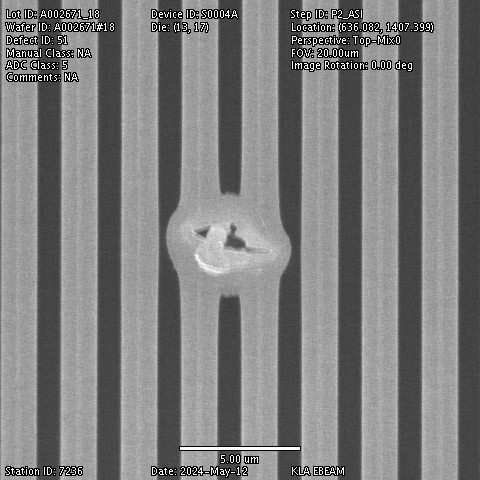 Lot ID: A002671_18 Device ID: S0004A Step ID: P2_ASI
Wafer ID: A002671#18 Die: (13, 17) Location: (636.082, 1407.399)
Defect ID: 51 Perspective: Top-Mix0
Manual Class: NA FOV: 20.00um
ADC Class: 5 Image Rotation: 0.00 deg
Comments: NA
5.00 um
Station ID: 7236 Date: 2024-May-12 KLA EBEAM